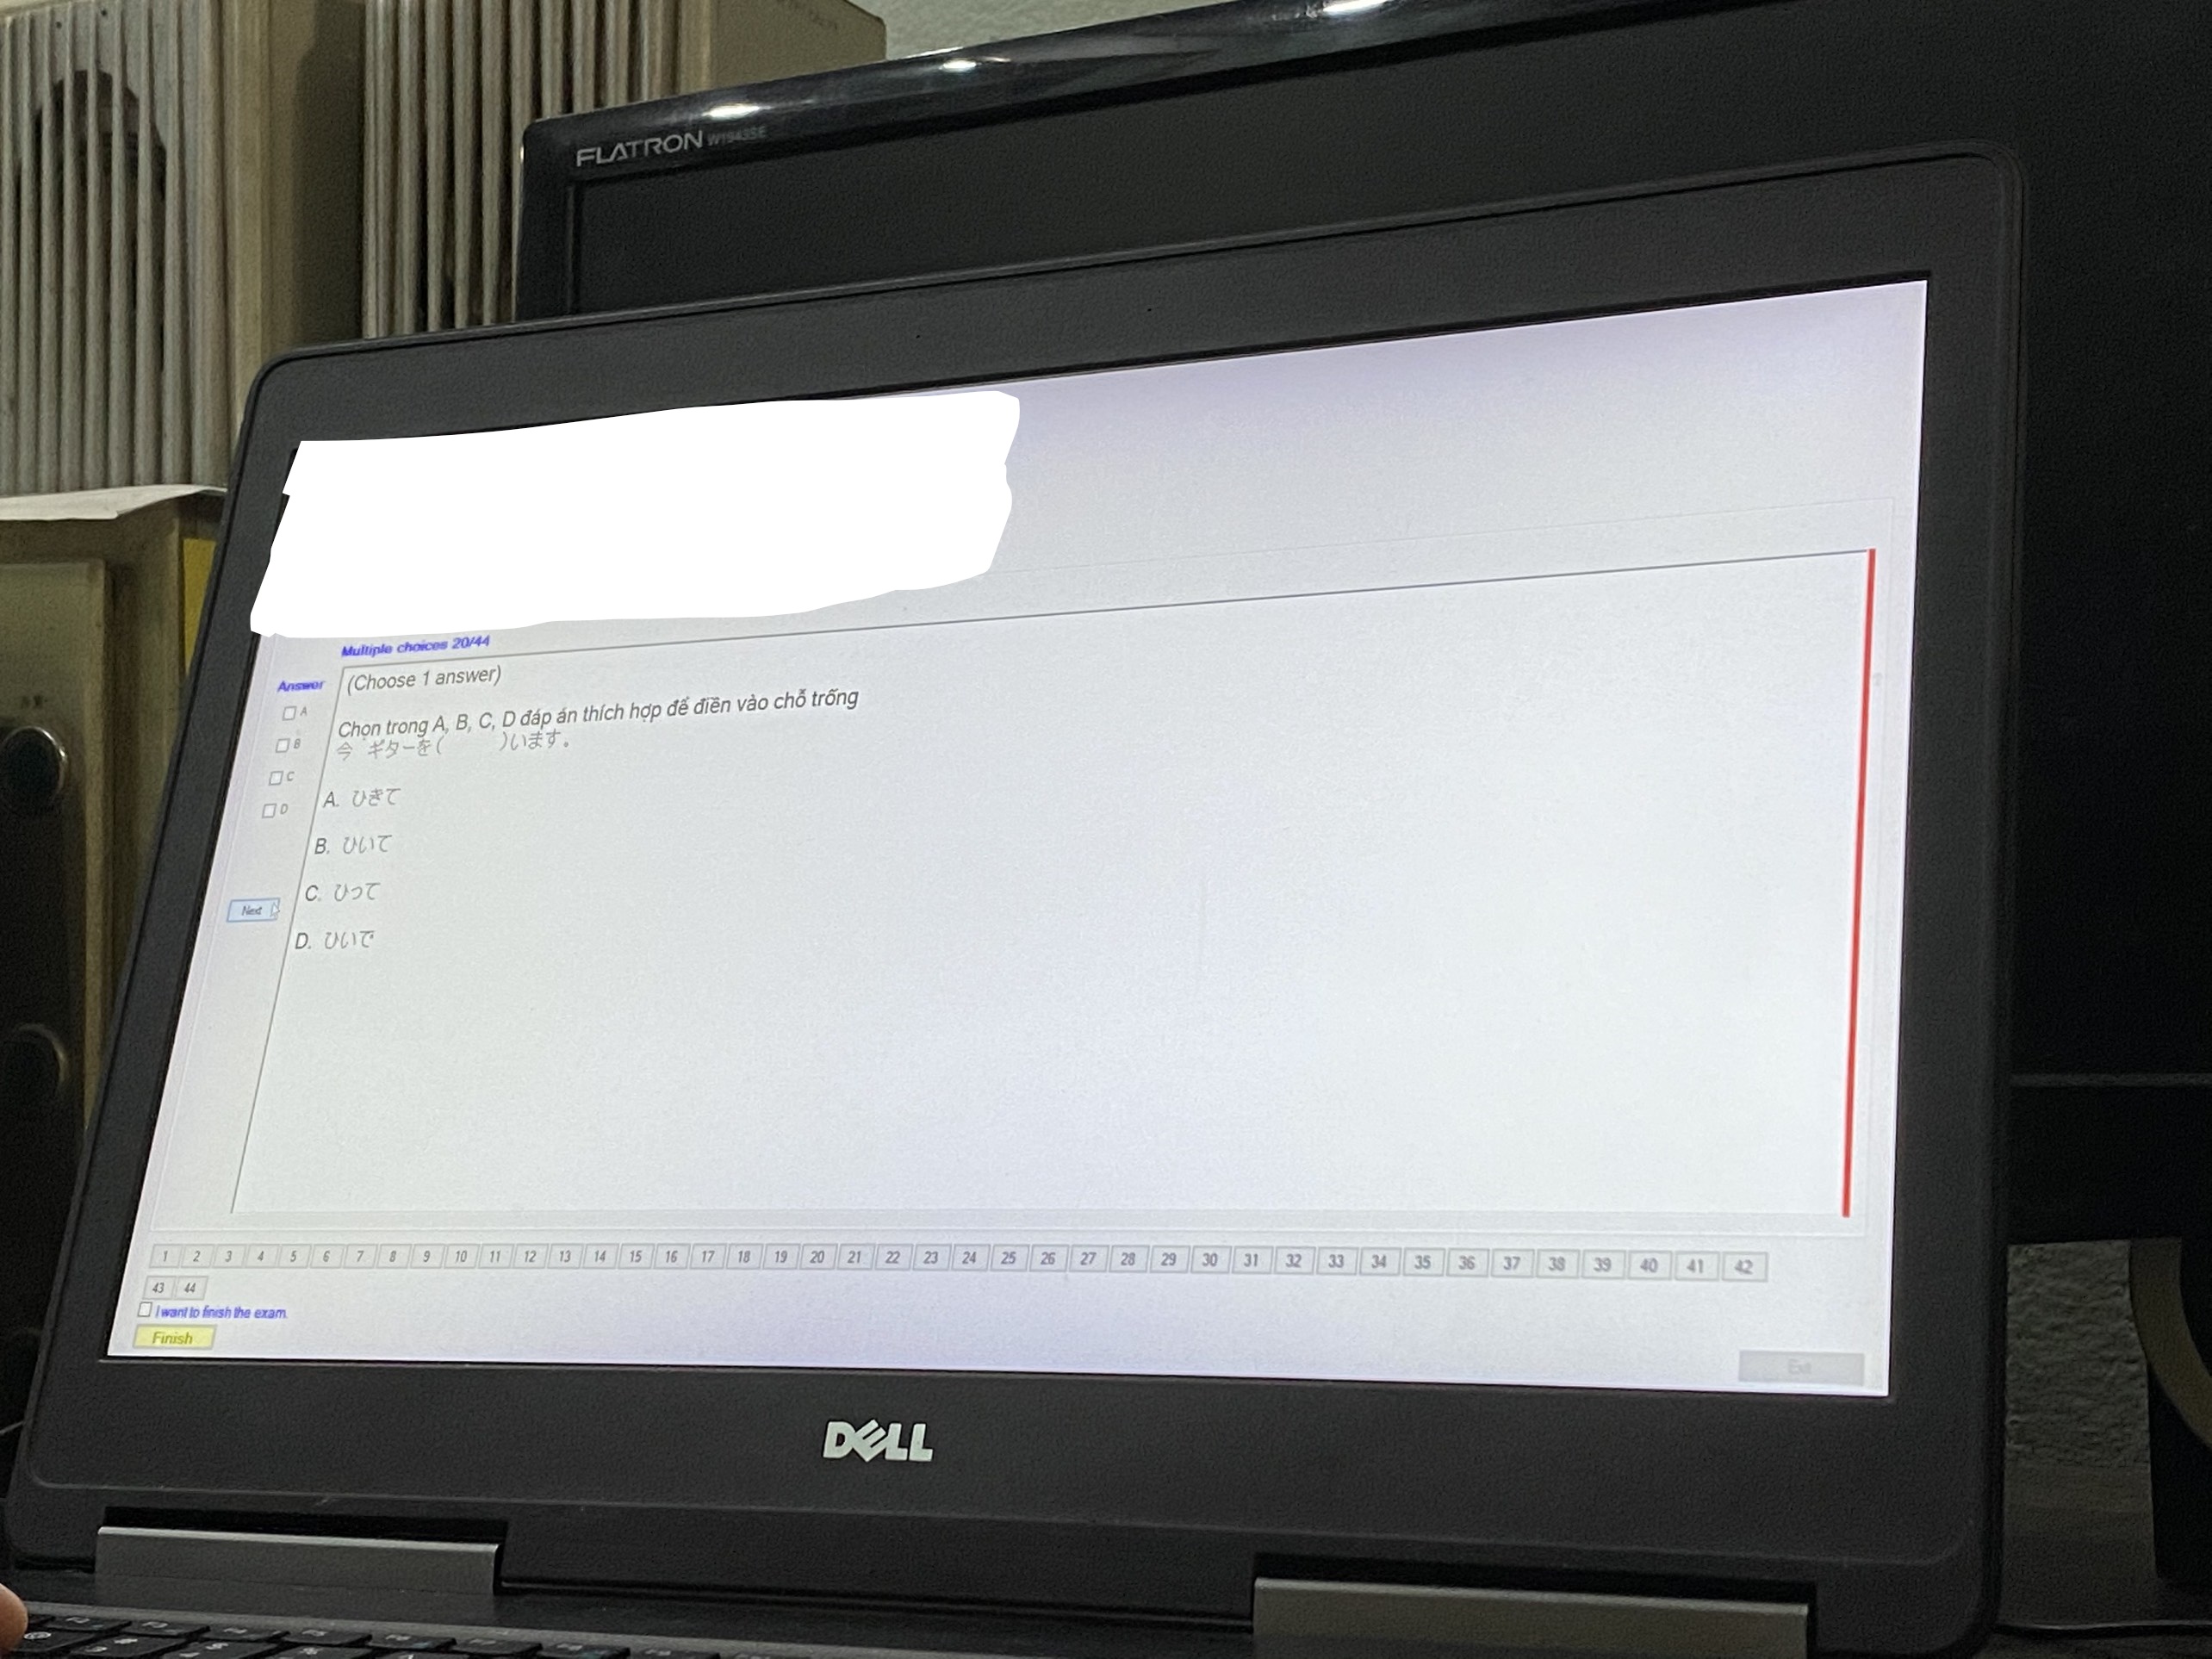 FLATRON W1943SE
Multiple choices 20/44
Answer
(Choose 1 answer)
A
Chọn trong A, B, C, D đáp án thích hợp để điền vào chỗ trống
B
今 ギターを( )います。
C
A. ひきて
D
B. ひいて
C. ひって
Next
D. ひいで
1 2 3 4 5 6 7 8 9 10 11 12 13 14 15 16 17 18 19 20 21 22 23 24 25 26 27 28 29 30 31 32 33 34 35 36 37 38 39 40 41 42
43 44
I want to finish the exam.
Finish
Exit
DELL